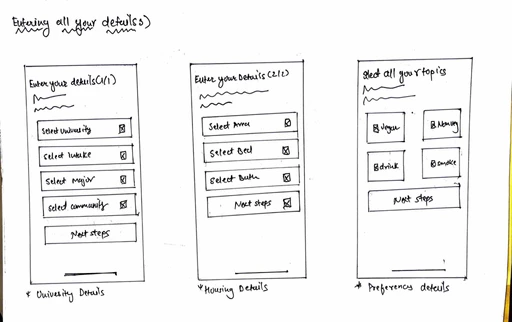 Entering all your details)
Enter your details(1/1)
Select University
Select Intake
Select Major
Select community
Next steps
* University Details
Enter your Details (2/2)
Select Area
Select Bed
Select Bath
Next steps
* Housing Details
Select all your topics
Vegan
Drink
Smoke
Next steps
* Preferences details